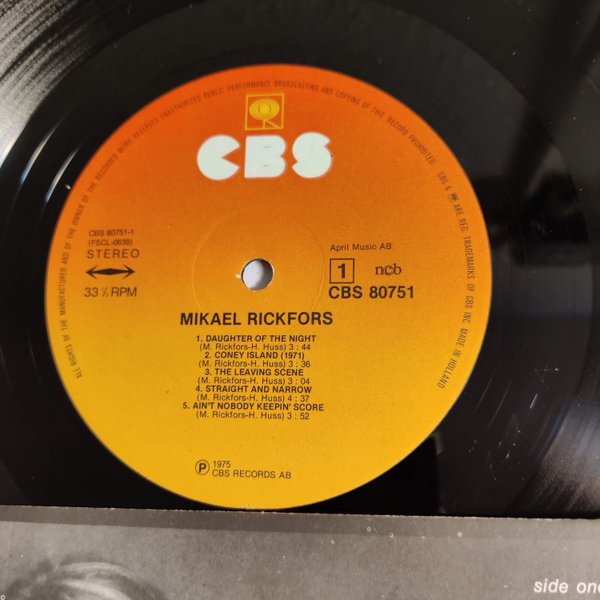 ALL RIGHTS OF THE MANUFACTURER AND OF THE OWNER OF THE RECORDED WORK RESERVED UNAUTHORIZED PUBLIC PERFORMANCE BROADCASTING AND COPYING OF THIS RECORD PROHIBITED. CBS & ARE REG. TRADEMARKS OF CBS INC. MADE IN HOLLAND
CBS
CBS 80751-1
(FSCL-0639)
STEREO
33 ⅓ RPM
April Music AB
1 ncb
CBS 80751
MIKAEL RICKFORS
1. DAUGHTER OF THE NIGHT
(M. Rickfors-H. Huss) 3 : 44
2. CONEY ISLAND (1971)
(M. Rickfors-H. Huss) 3 : 36
3. THE LEAVING SCENE
(M. Rickfors-H. Huss) 3 : 04
4. STRAIGHT AND NARROW
(M. Rickfors-H. Huss) 4 : 37
5. AIN'T NOBODY KEEPIN' SCORE
(M. Rickfors-H. Huss) 3 : 52
Ⓟ 1975
CBS RECORDS AB
side one